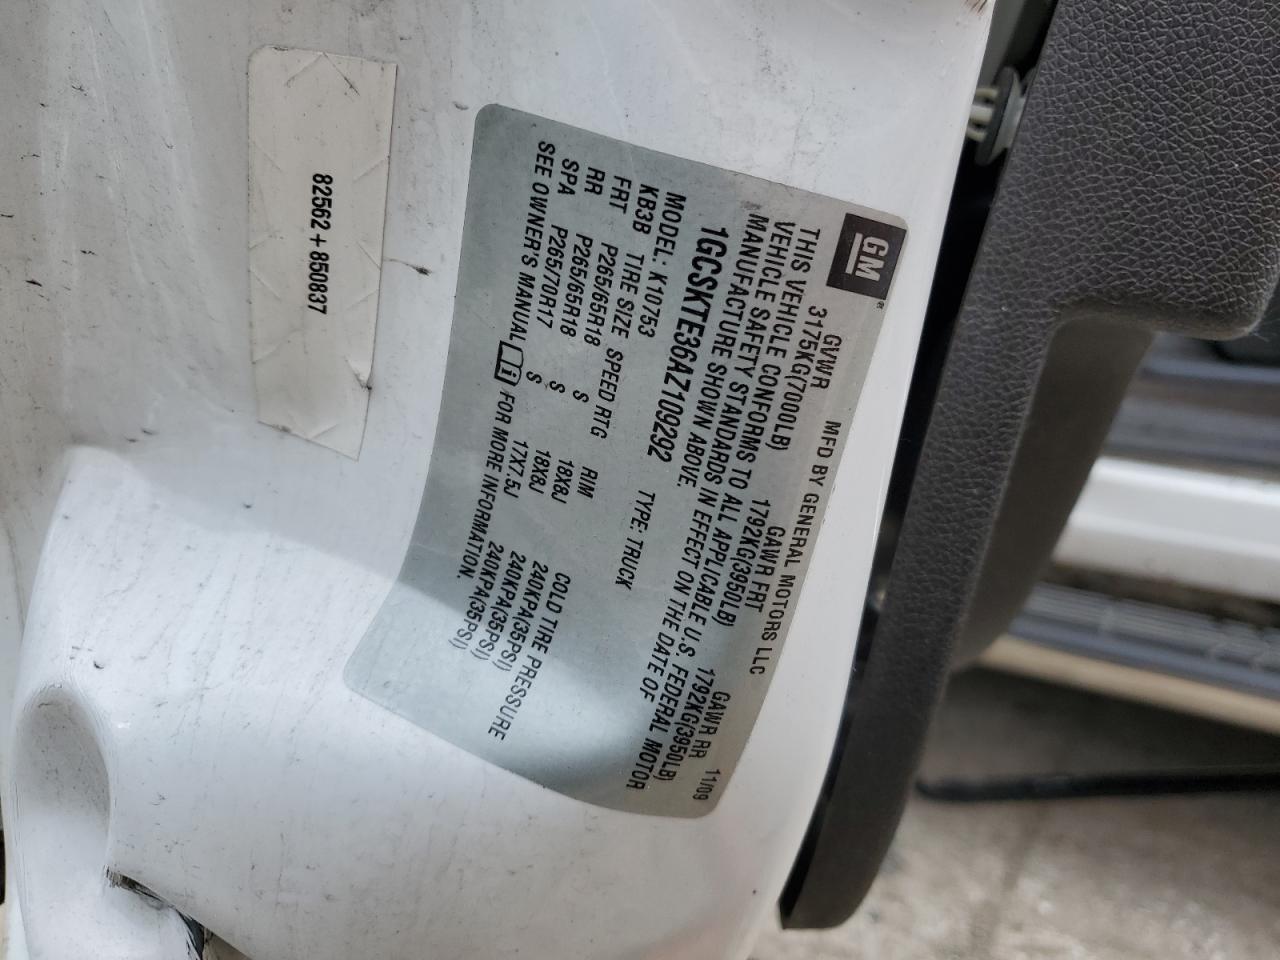 GM
MFD BY GENERAL MOTORS LLC 11/09
GVWR GAWR FRT GAWR RR
3175KG(7000LB) 1792KG(3950LB) 1792KG(3950LB)
THIS VEHICLE CONFORMS TO ALL APPLICABLE U.S. FEDERAL MOTOR
VEHICLE SAFETY STANDARDS IN EFFECT ON THE DATE OF
MANUFACTURE SHOWN ABOVE.
1GCSKTE36AZ109292 TYPE: TRUCK
MODEL: K10753
KB3B TIRE SIZE SPEED RTG RIM COLD TIRE PRESSURE
FRT P265/65R18 S 18X8J 240KPA(35PSI)
RR P265/65R18 S 18X8J 240KPA(35PSI)
SPA P265/70R17 S 17X7.5J 240KPA(35PSI)
SEE OWNER'S MANUAL FOR MORE INFORMATION.
82562 + 850837